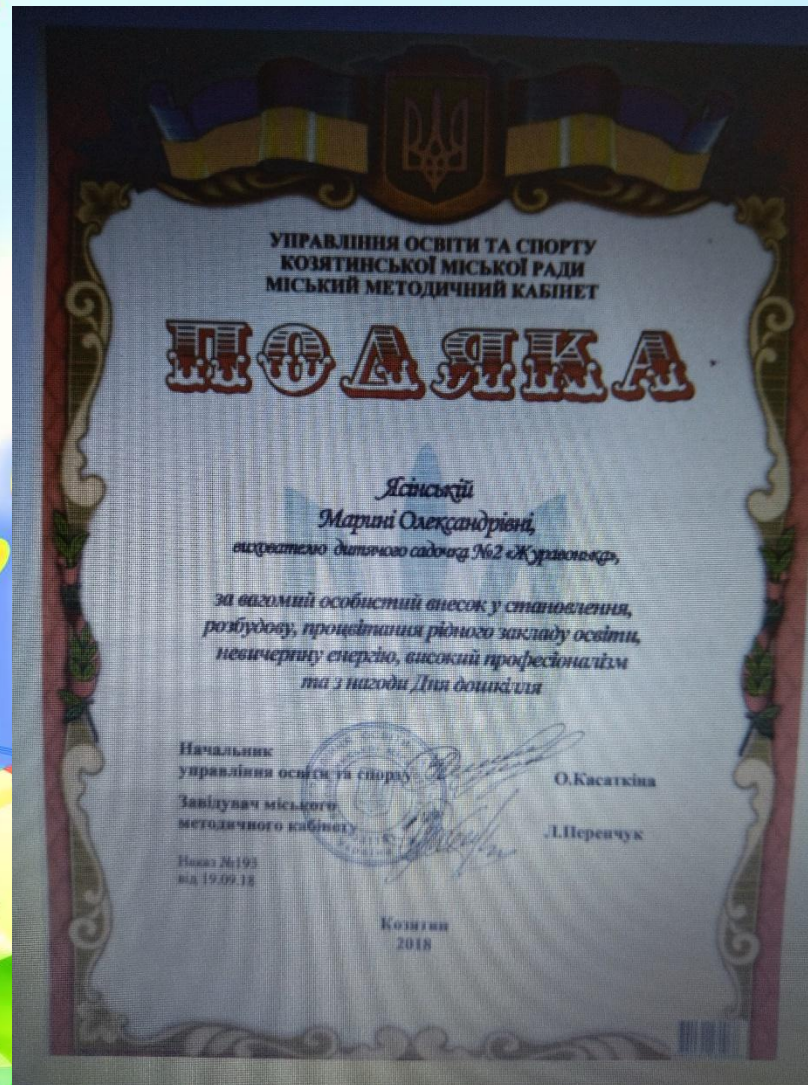 УПРАВЛІННЯ ОСВІТИ ТА СПОРТУ
КОЗЯТИНСЬКОЇ МІСЬКОЇ РАДИ
МІСЬКИЙ МЕТОДИЧНИЙ КАБІНЕТ
ПОДЯКА
Ясінській
Марині Олександрівні,
вихователю дитячого садочка №2 «Журавонька»,
за вагомий особистий внесок у становлення,
розбудову, процвітання рідного закладу освіти,
невичерпну енергію, високий професіоналізм
та з нагоди Дня дошкілля
Начальник
управління освіти та спорту О.Касаткіна
Завідувач міського
методичного кабінету Л.Перенчук
Наказ №193
від 19.09.18
Козятин
2018